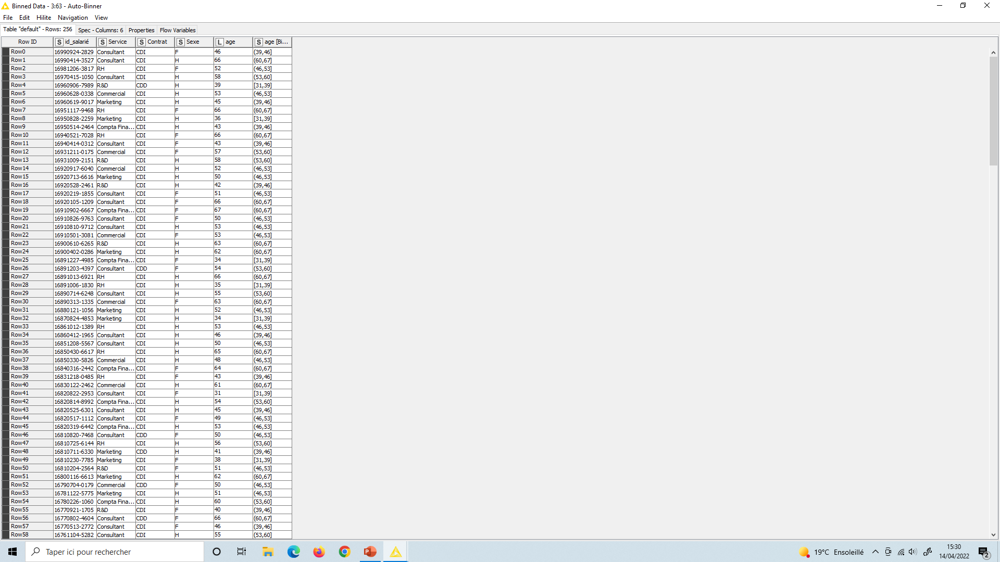 Binned Data - 3:63 - Auto-Binner
File Edit Hilite Navigation View
Table "default" - Rows: 256 Spec - Columns: 6 Properties Flow Variables
Row ID S id_salarié S Service S Contrat S Sexe L age S age [Bi...
Row0 16990924-2829 Consultant CDI F 46 (39,46]
Row1 16990414-3527 Consultant CDI H 66 (60,67]
Row2 16981206-3817 RH CDI F 52 (46,53]
Row3 16970415-1050 Consultant CDI H 58 (53,60]
Row4 16960906-7989 R&D CDD H 39 [31,39]
Row5 16960628-0338 Commercial CDI H 53 (46,53]
Row6 16960619-9017 Marketing CDI H 45 (39,46]
Row7 16951117-9468 RH CDI F 66 (60,67]
Row8 16950828-2259 Marketing CDI H 36 [31,39]
Row9 16950514-2464 Compta Fina... CDI H 43 (39,46]
Row10 16940521-7028 RH CDI F 66 (60,67]
Row11 16940414-0312 Consultant CDI F 43 (39,46]
Row12 16931211-0175 Commercial CDI F 57 (53,60]
Row13 16931009-2151 R&D CDI H 58 (53,60]
Row14 16920917-6040 Commercial CDI H 52 (46,53]
Row15 16920713-6616 Marketing CDI H 50 (46,53]
Row16 16920528-2461 R&D CDI H 42 (39,46]
Row17 16920219-1855 Consultant CDI F 51 (46,53]
Row18 16920105-1209 Consultant CDI F 66 (60,67]
Row19 16910902-6667 Compta Fina... CDI F 67 (60,67]
Row20 16910826-9763 Consultant CDI F 50 (46,53]
Row21 16910810-9712 Consultant CDI H 53 (46,53]
Row22 16910501-3081 Commercial CDI F 53 (46,53]
Row23 16900610-6265 R&D CDI H 63 (60,67]
Row24 16900402-0286 Marketing CDI H 62 (60,67]
Row25 16891227-4985 Compta Fina... CDI F 34 [31,39]
Row26 16891203-4397 Consultant CDD F 54 (53,60]
Row27 16891013-6921 RH CDI H 66 (60,67]
Row28 16891006-1830 RH CDI H 35 [31,39]
Row29 16890714-6248 Consultant CDI H 55 (53,60]
Row30 16890313-1335 Commercial CDI F 63 (60,67]
Row31 16880121-1056 Marketing CDI H 52 (46,53]
Row32 16870824-4853 Marketing CDI H 34 [31,39]
Row33 16861012-1389 RH CDI H 53 (46,53]
Row34 16860412-1965 Consultant CDI H 46 (39,46]
Row35 16851208-5567 Consultant CDI H 50 (46,53]
Row36 16850430-6617 RH CDI H 65 (60,67]
Row37 16850330-5826 Commercial CDI H 48 (46,53]
Row38 16840316-2442 Compta Fina... CDI F 64 (60,67]
Row39 16831218-0485 RH CDI F 43 (39,46]
Row40 16830122-2462 Commercial CDI H 61 (60,67]
Row41 16820822-2953 Consultant CDI F 31 [31,39]
Row42 16820814-8992 Compta Fina... CDI H 54 (53,60]
Row43 16820525-6301 Consultant CDI H 45 (39,46]
Row44 16820517-1112 Consultant CDI F 49 (46,53]
Row45 16820319-6442 Compta Fina... CDI H 53 (46,53]
Row46 16810820-7468 Consultant CDD F 50 (46,53]
Row47 16810725-6144 RH CDI H 56 (53,60]
Row48 16810711-6330 Marketing CDD H 41 (39,46]
Row49 16810230-7785 Marketing CDI F 38 [31,39]
Row50 16810204-2564 R&D CDI F 51 (46,53]
Row51 16800116-6613 Marketing CDI H 62 (60,67]
Row52 16790704-0179 Commercial CDD F 50 (46,53]
Row53 16781122-5775 Marketing CDI H 51 (46,53]
Row54 16780226-1060 Compta Fina... CDI H 60 (53,60]
Row55 16770921-1705 R&D CDI F 40 (39,46]
Row56 16770802-4604 Consultant CDD F 66 (60,67]
Row57 16770513-2772 Consultant CDI F 46 (39,46]
Row58 16761104-5282 Consultant CDI H 55 (53,60]
Taper ici pour rechercher
19°C Ensoleillé
15:30
14/04/2022
2